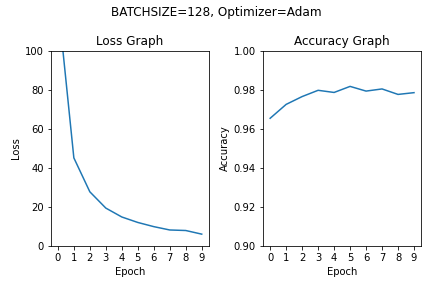 BATCHSIZE=128, Optimizer=Adam
Loss Graph
100
80
60
40
20
0
Loss
0 1 2 3 4 5 6 7 8 9
Epoch
Accuracy Graph
1.00
0.98
0.96
0.94
0.92
0.90
Accuracy
0 1 2 3 4 5 6 7 8 9
Epoch